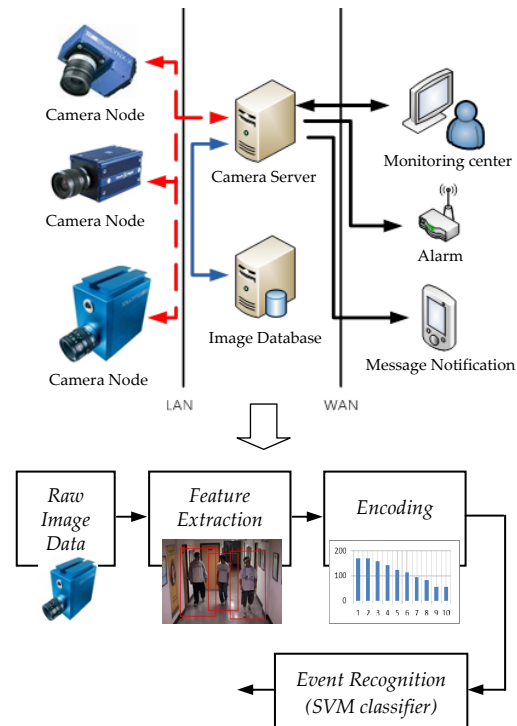 Camera Node
Camera Node
Camera Node
Camera Server
Image Database
Monitoring center
Alarm
Message Notification
LAN
WAN
Raw
Image
Data
Feature
Extraction
Encoding
200
100
0
1 2 3 4 5 6 7 8 9 10
Event Recognition
(SVM classifier)